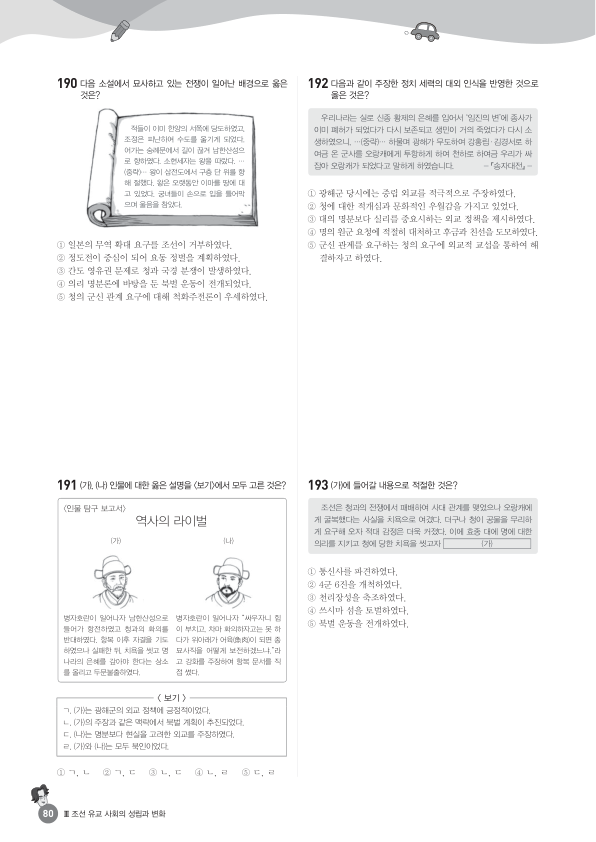 190 다음 소설에서 묘사하고 있는 전쟁이 일어난 배경으로 옳은
것은?
적들이 이미 한양의 서쪽에 당도하였고,
조정은 피난하며 수도를 옮기게 되었다.
어가는 숭례문에서 길이 끊겨 남한산성으
로 향하였다. 소현세자는 왕을 따랐다. …
(중략)… 왕이 삼전도에서 구층 단 위를 향
해 절했다. 왕은 오랫동안 이마를 땅에 대
고 있었다. 궁녀들이 손으로 입을 틀어막
으며 울음을 참았다.
① 일본의 무역 확대 요구를 조선이 거부하였다.
② 정도전이 중심이 되어 요동 정벌을 계획하였다.
③ 간도 영유권 문제로 청과 국경 분쟁이 발생하였다.
④ 의리 명분론에 바탕을 둔 북벌 운동이 전개되었다.
⑤ 청의 군신 관계 요구에 대해 척화주전론이 우세하였다.
191 (가), (나) 인물에 대한 옳은 설명을 〈보기〉에서 모두 고른 것은?
〈인물 탐구 보고서〉
역사의 라이벌
(가) (나)
병자호란이 일어나자 남한산성으로
들어가 항전하였고 청과의 화의를
반대하였다. 항복 이후 자결을 기도
하였으나 실패한 뒤, 치욕을 씻고 명
나라의 은혜를 갚아야 한다는 상소
를 올리고 두문불출하였다.
병자호란이 일어나자 “싸우자니 힘
이 부치고, 차마 화의하자고는 못 하
다가 위아래가 어육(魚肉)이 되면 종
묘사직을 어떻게 보전하겠느냐.”라
고 강화를 주장하며 항복 문서를 직
접 썼다.
〈 보기 〉
ㄱ. (가)는 광해군의 외교 정책에 긍정적이었다.
ㄴ. (가)의 주장과 같은 맥락에서 북벌 계획이 추진되었다.
ㄷ. (나)는 명분보다 현실을 고려한 외교를 주장하였다.
ㄹ. (가)와 (나)는 모두 북인이었다.
① ㄱ, ㄴ ② ㄱ, ㄷ ③ ㄴ, ㄷ ④ ㄴ, ㄹ ⑤ ㄷ, ㄹ
192 다음과 같이 주장한 정치 세력의 대외 인식을 반영한 것으로
옳은 것은?
우리나라는 실로 신종 황제의 은혜를 입어서 ‘임진의 변’에 종사가
이미 폐허가 되었다가 다시 보존되고 생민이 거의 죽었다가 다시 소
생하였으니, …(중략)… 하물며 광해가 무도하여 강홍립·김경서로 하
여금 온 군사를 오랑캐에게 투항하게 하여 천하로 하여금 우리가 싸
잡아 오랑캐가 되었다고 말하게 하였습니다. -『송자대전』-
① 광해군 당시에는 중립 외교를 적극적으로 주장하였다.
② 청에 대한 적개심과 문화적인 우월감을 가지고 있었다.
③ 대의 명분보다 실리를 중요시하는 외교 정책을 제시하였다.
④ 명의 원군 요청에 적절히 대처하고 후금과 친선을 도모하였다.
⑤ 군신 관계를 요구하는 청의 요구에 외교적 교섭을 통하여 해
결하자고 하였다.
193 (가)에 들어갈 내용으로 적절한 것은?
조선은 청과의 전쟁에서 패배하여 사대 관계를 맺었으나 오랑캐에
게 굴복했다는 사실을 치욕으로 여겼다. 더구나 청이 공물을 무리하
게 요구해 오자 적대 감정은 더욱 커졌다. 이에 효종 대에 명에 대한
의리를 지키고 청에 당한 치욕을 씻고자 (가)
① 통신사를 파견하였다.
② 4군 6진을 개척하였다.
③ 천리장성을 축조하였다.
④ 쓰시마 섬을 토벌하였다.
⑤ 북벌 운동을 전개하였다.
80 Ⅲ 조선 유교 사회의 성립과 변화